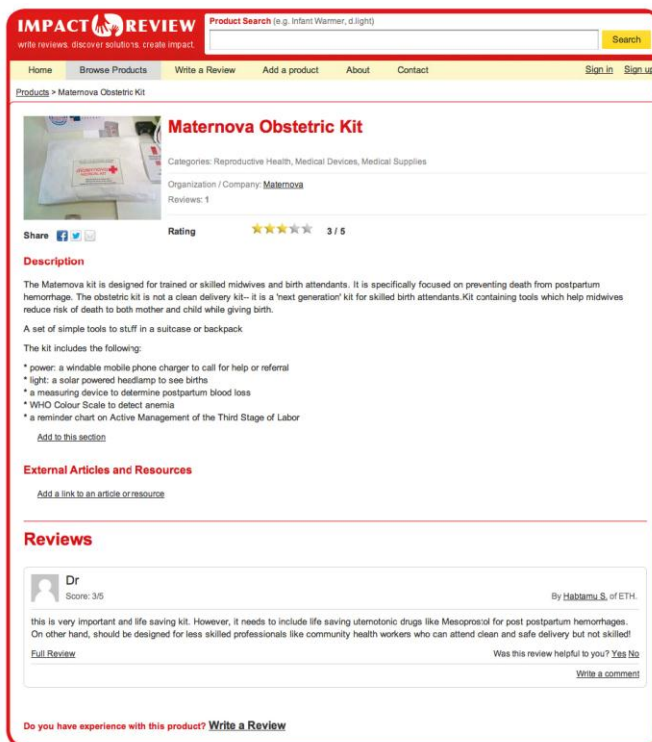 IMPACT REVIEW
write reviews. discover solutions. create impact.
Product Search (e.g. Infant Warmer, d.light)
Search
Home Browse Products Write a Review Add a product About Contact Sign in Sign up
Products > Maternova Obstetric Kit
Maternova Obstetric Kit
Categories: Reproductive Health, Medical Devices, Medical Supplies
Organization / Company: Maternova
Reviews: 1
Share
Rating 3 / 5
Description
The Maternova kit is designed for trained or skilled midwives and birth attendants. It is specifically focused on preventing death from postpartum
hemorrhage. The obstetric kit is not a clean delivery kit-- it is a 'next generation' kit for skilled birth attendants.Kit containing tools which help midwives
reduce risk of death to both mother and child while giving birth.
A set of simple tools to stuff in a suitcase or backpack
The kit includes the following:
* power: a windable mobile phone charger to call for help or referral
* light: a solar powered headlamp to see births
* a measuring device to determine postpartum blood loss
* WHO Colour Scale to detect anemia
* a reminder chart on Active Management of the Third Stage of Labor
Add to this section
External Articles and Resources
Add a link to an article or resource
Reviews
Dr
Score: 3/5
By Habtamu S. of ETH.
this is very important and life saving kit. However, it needs to include life saving uternotonic drugs like Mesoprostol for post postpartum hemorrhages.
On other hand, should be designed for less skilled professionals like community health workers who can attend clean and safe delivery but not skilled!
Full Review
Was this review helpful to you? Yes No
Write a comment
Do you have experience with this product? Write a Review